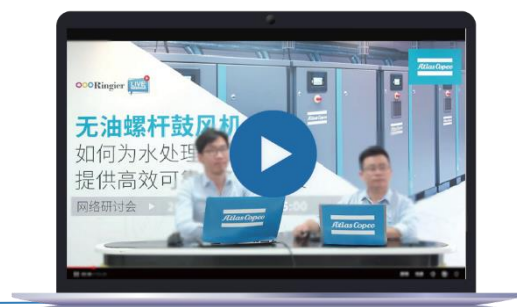 Ringier LIVE
Atlas Copco
无油螺杆鼓风机
如何为水处理
提供高效可
网络研讨会
Atlas Copco
Atlas Copco